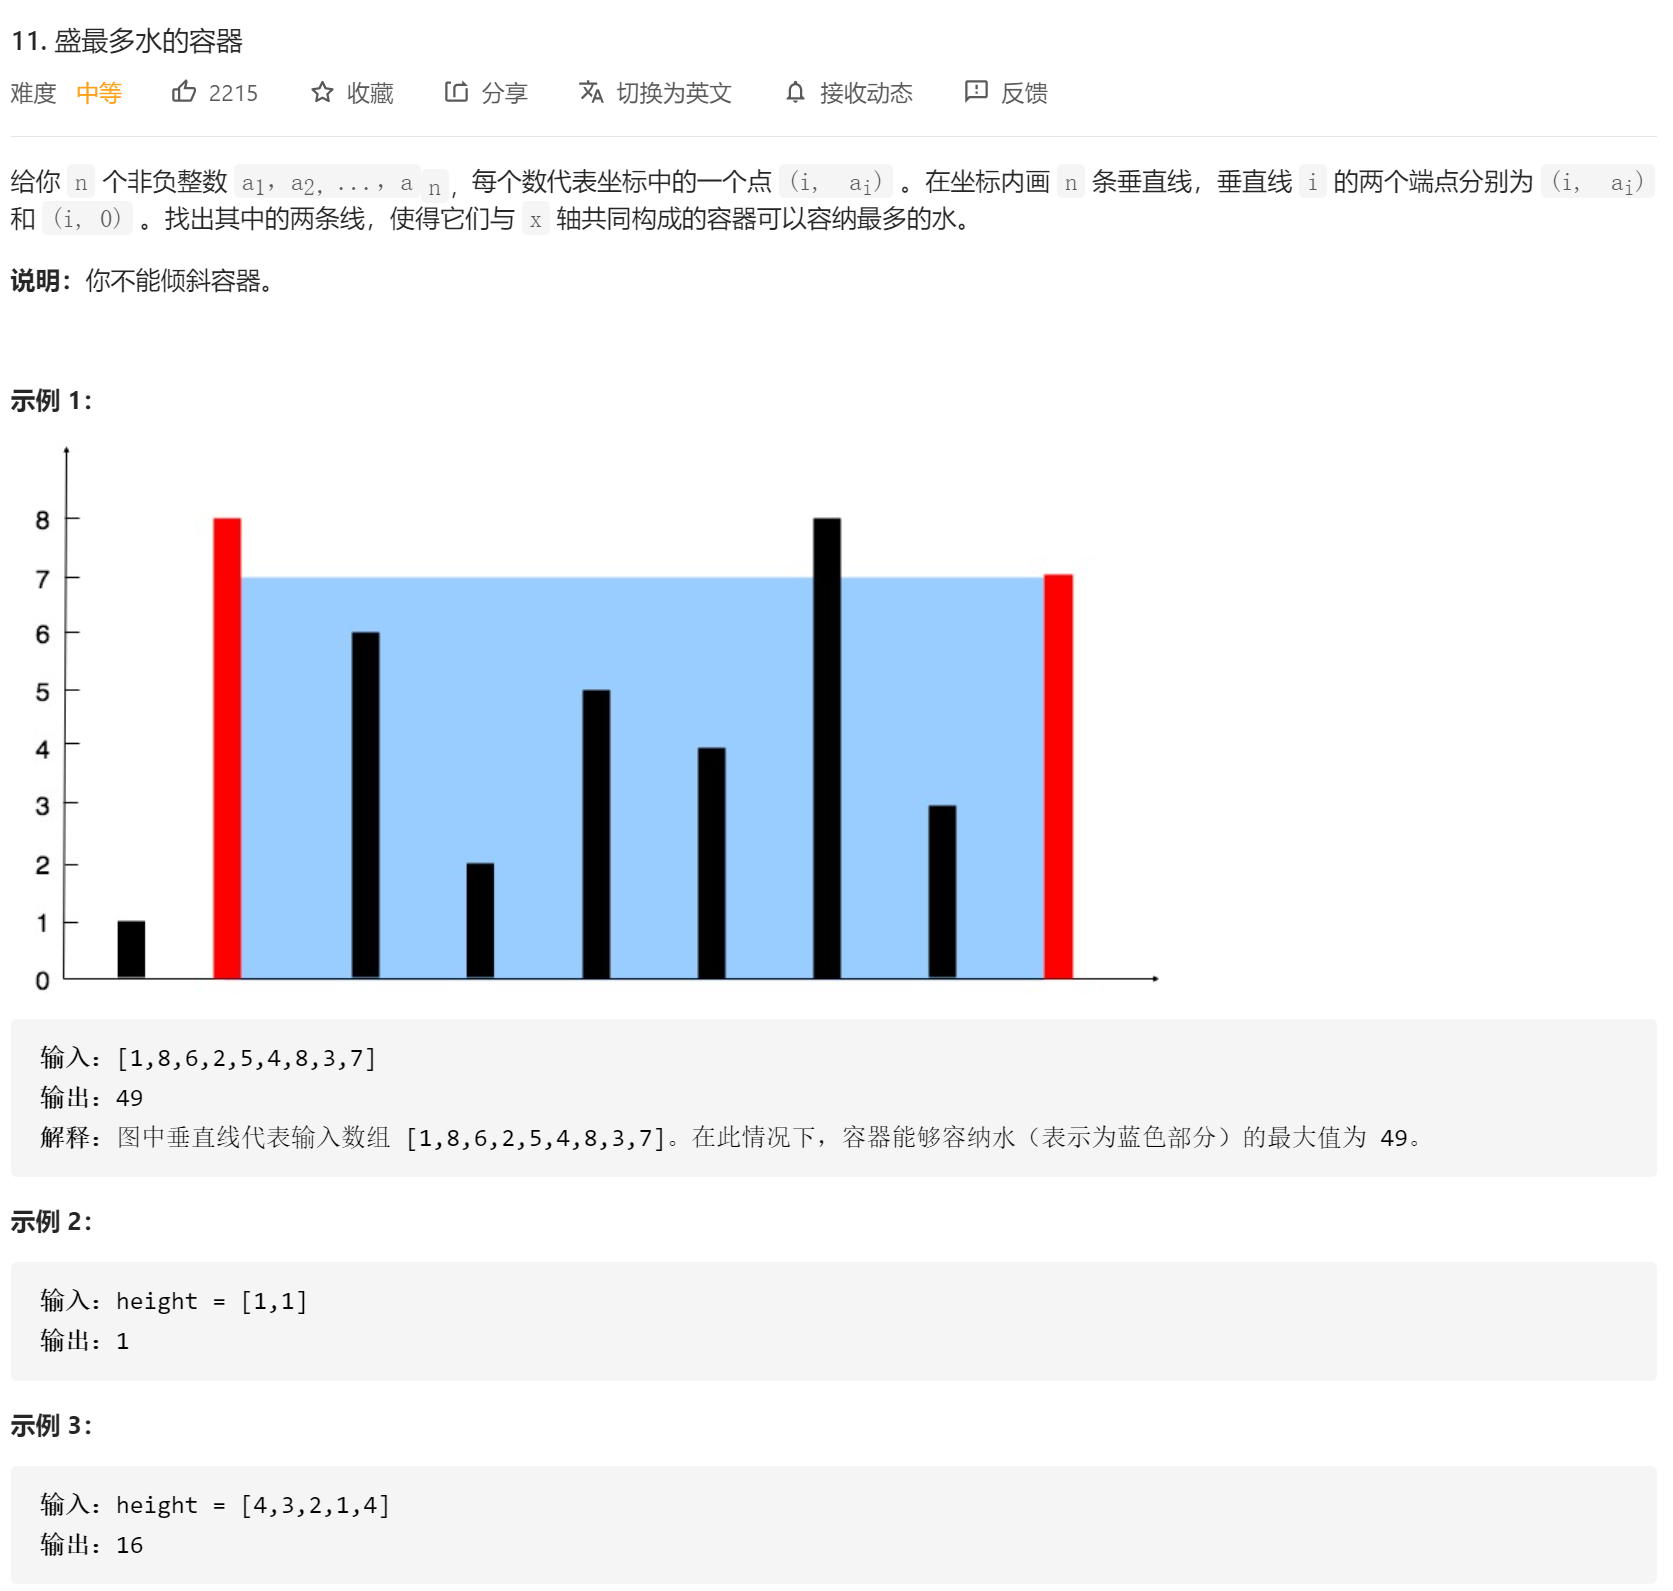 11. 盛最多水的容器
难度 中等 2215 收藏 分享 切换为英文 接收动态 反馈
给你 n 个非负整数 a1，a2, ...，a n，每个数代表坐标中的一个点 (i, ai) 。在坐标内画 n 条垂直线，垂直线 i 的两个端点分别为 (i, ai)
和 (i, 0) 。找出其中的两条线，使得它们与 x 轴共同构成的容器可以容纳最多的水。
说明：你不能倾斜容器。
示例 1：
8
7
6
5
4
3
2
1
0
输入：[1,8,6,2,5,4,8,3,7]
输出：49
解释：图中垂直线代表输入数组 [1,8,6,2,5,4,8,3,7]。在此情况下，容器能够容纳水（表示为蓝色部分）的最大值为 49。
示例 2：
输入：height = [1,1]
输出：1
示例 3：
输入：height = [4,3,2,1,4]
输出：16